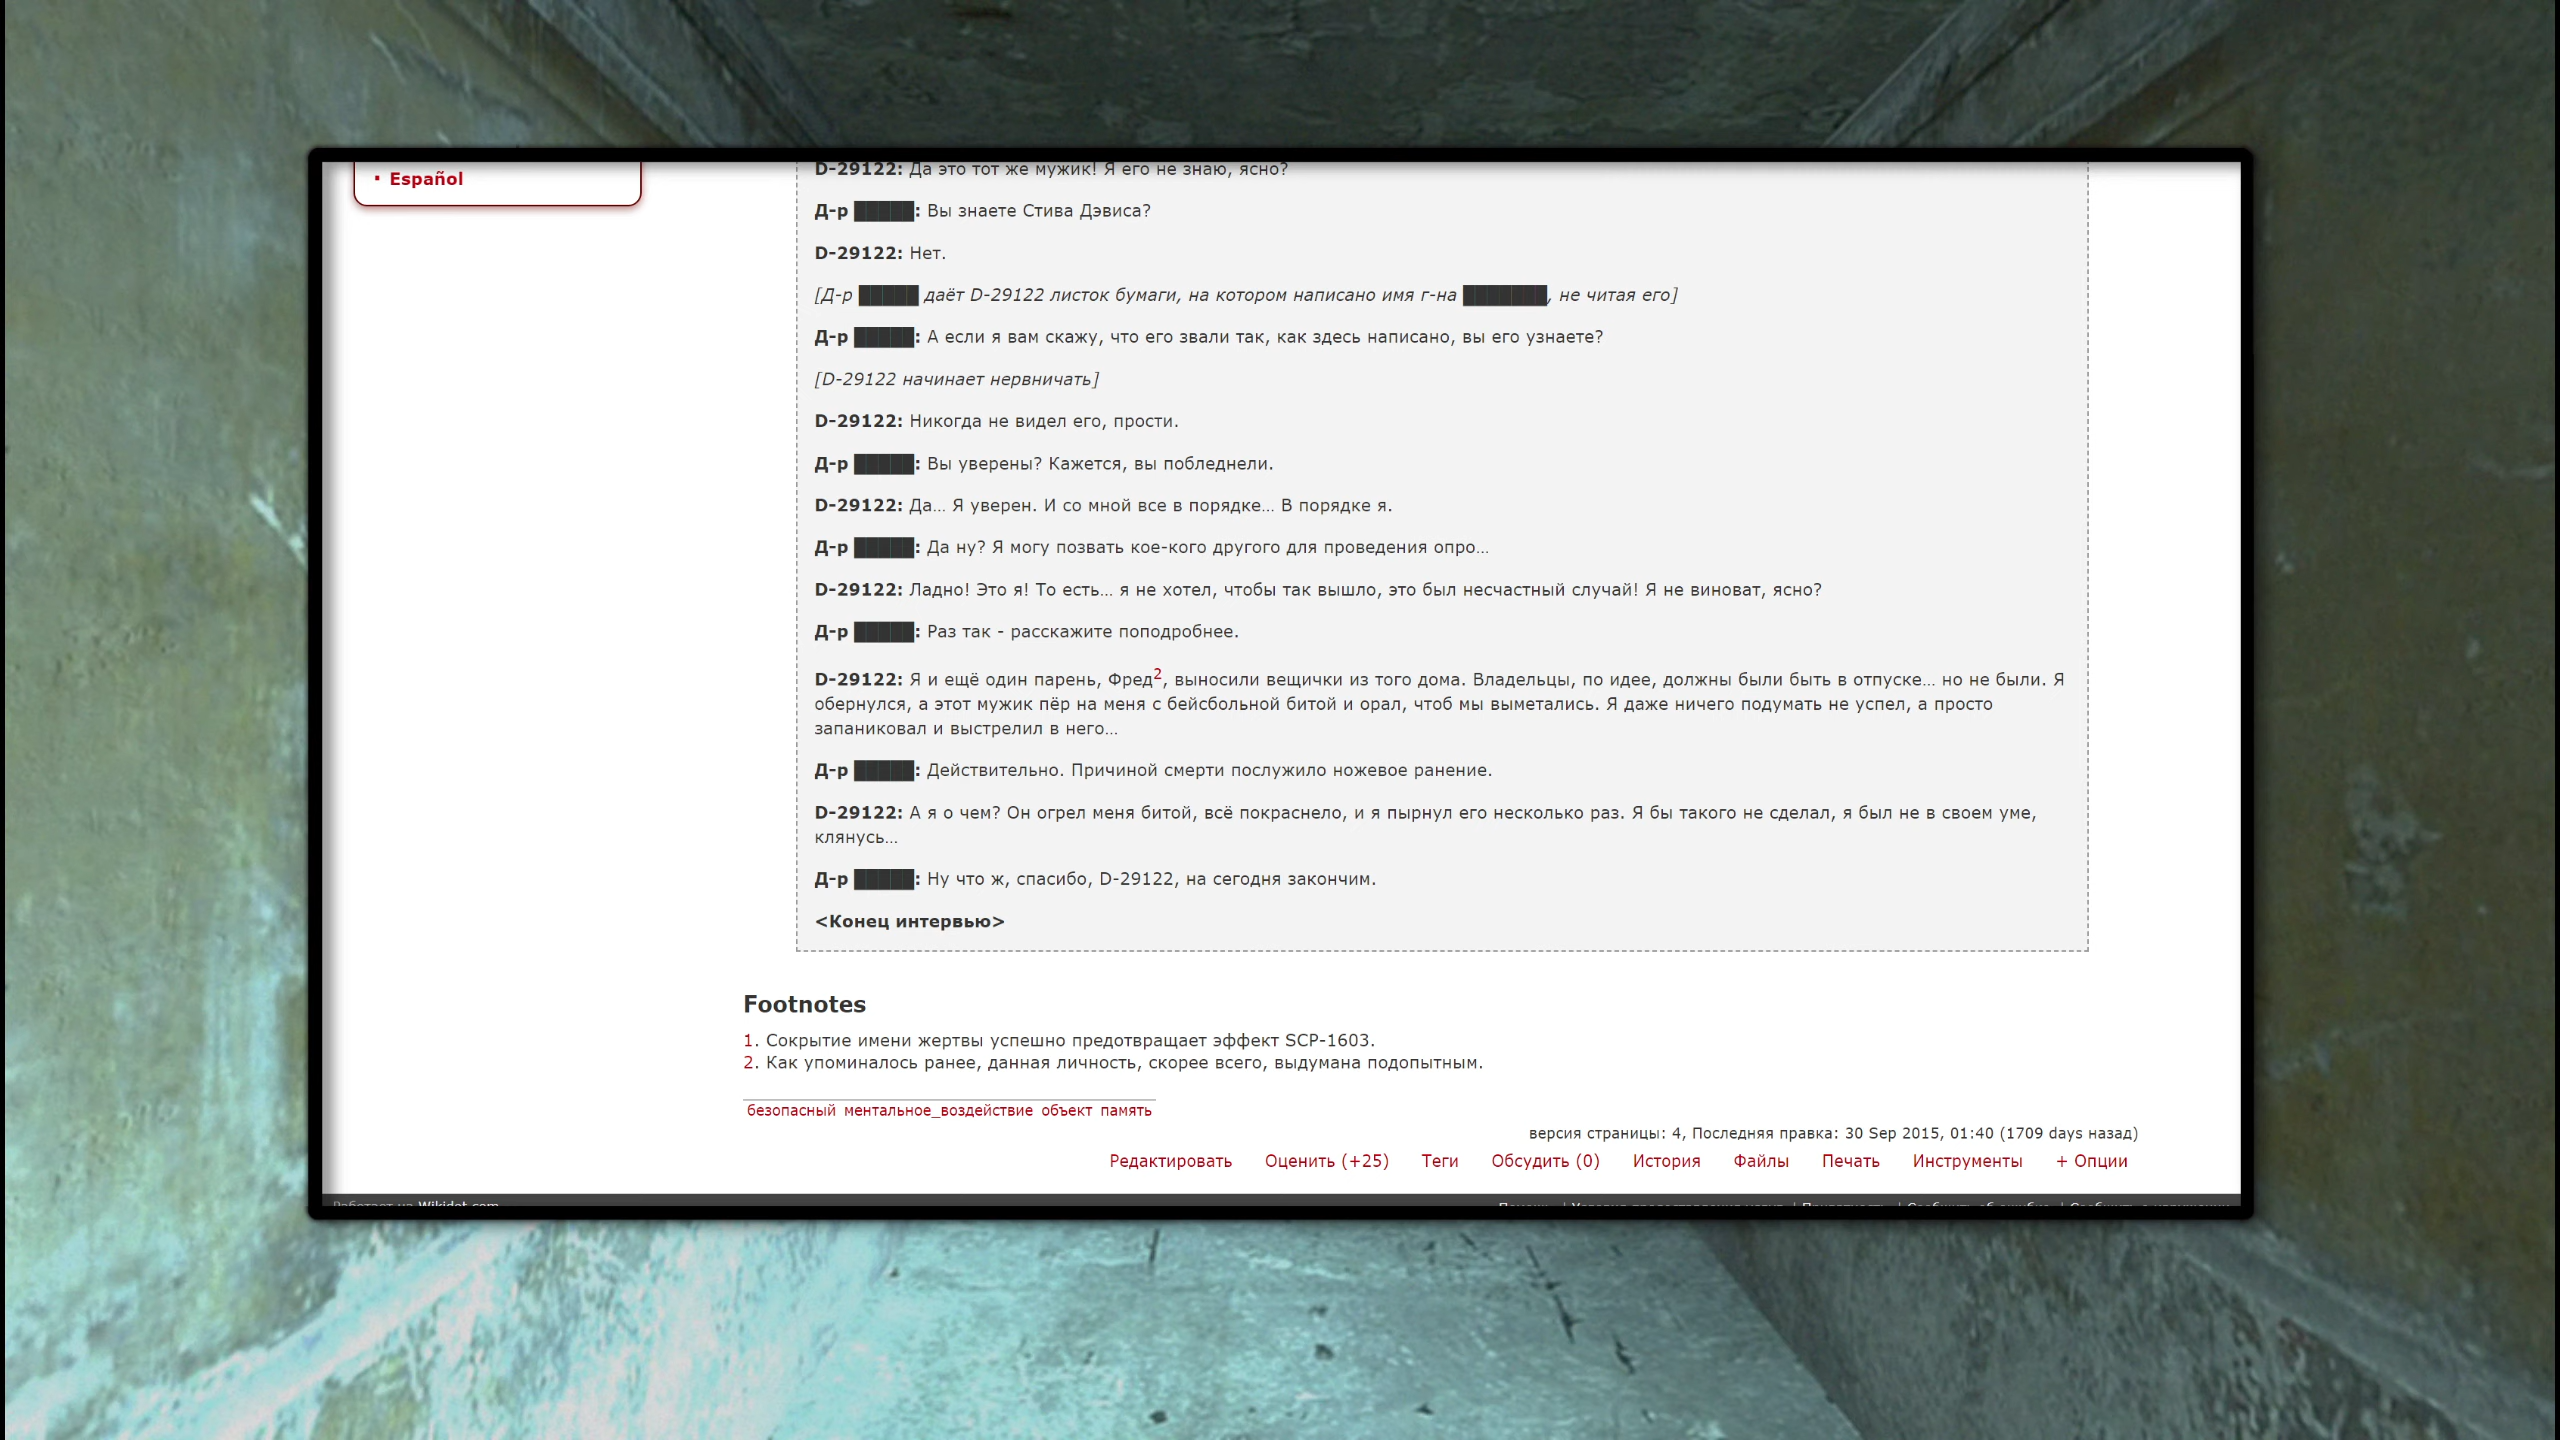 Español
D-29122: Да это тот же мужик! Я его не знаю, ясно?
Д-р █████: Вы знаете Стива Дэвиса?
D-29122: Нет.
[Д-р █████ даёт D-29122 листок бумаги, на котором написано имя г-на ███████, не читая его]
Д-р █████: А если я вам скажу, что его звали так, как здесь написано, вы его узнаете?
[D-29122 начинает нервничать]
D-29122: Никогда не видел его, прости.
Д-р █████: Вы уверены? Кажется, вы побледнели.
D-29122: Да… Я уверен. И со мной все в порядке… В порядке я.
Д-р █████: Да ну? Я могу позвать кое-кого другого для проведения опро…
D-29122: Ладно! Это я! То есть… я не хотел, чтобы так вышло, это был несчастный случай! Я не виноват, ясно?
Д-р █████: Раз так - расскажите поподробнее.
D-29122: Я и ещё один парень, Фред2, выносили вещички из того дома. Владельцы, по идее, должны были быть в отпуске… но не были. Я
обернулся, а этот мужик пёр на меня с бейсбольной битой и орал, чтоб мы выметались. Я даже ничего подумать не успел, а просто
запаниковал и выстрелил в него…
Д-р █████: Действительно. Причиной смерти послужило ножевое ранение.
D-29122: А я о чем? Он огрел меня битой, всё покраснело, и я пырнул его несколько раз. Я бы такого не сделал, я был не в своем уме,
клянусь…
Д-р █████: Ну что ж, спасибо, D-29122, на сегодня закончим.
<Конец интервью>
Footnotes
1. Сокрытие имени жертвы успешно предотвращает эффект SCP-1603.
2. Как упоминалось ранее, данная личность, скорее всего, выдумана подопытным.
безопасный ментальное_воздействие объект память
версия страницы: 4, Последняя правка: 30 Sep 2015, 01:40 (1709 days назад)
Редактировать Оценить (+25) Теги Обсудить (0) История Файлы Печать Инструменты + Опции
Работает на Wikidot.com